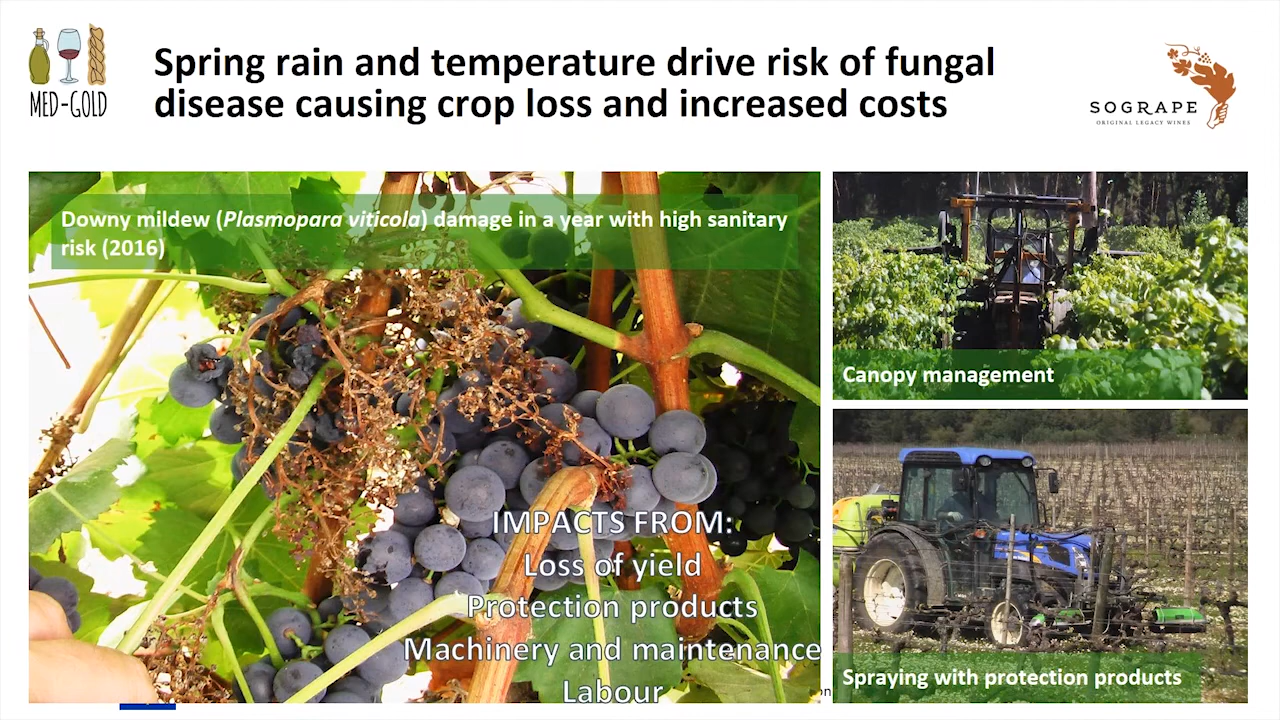 MED-GOLD
Spring rain and temperature drive risk of fungal
disease causing crop loss and increased costs
SOGRAPE
ORIGINAL LEGACY WINES
Downy mildew (Plasmopara viticola) damage in a year with high sanitary
risk (2016)
IMPACTS FROM:
Loss of yield
Protection products
Machinery and maintenance
Labour
Canopy management
Spraying with protection products